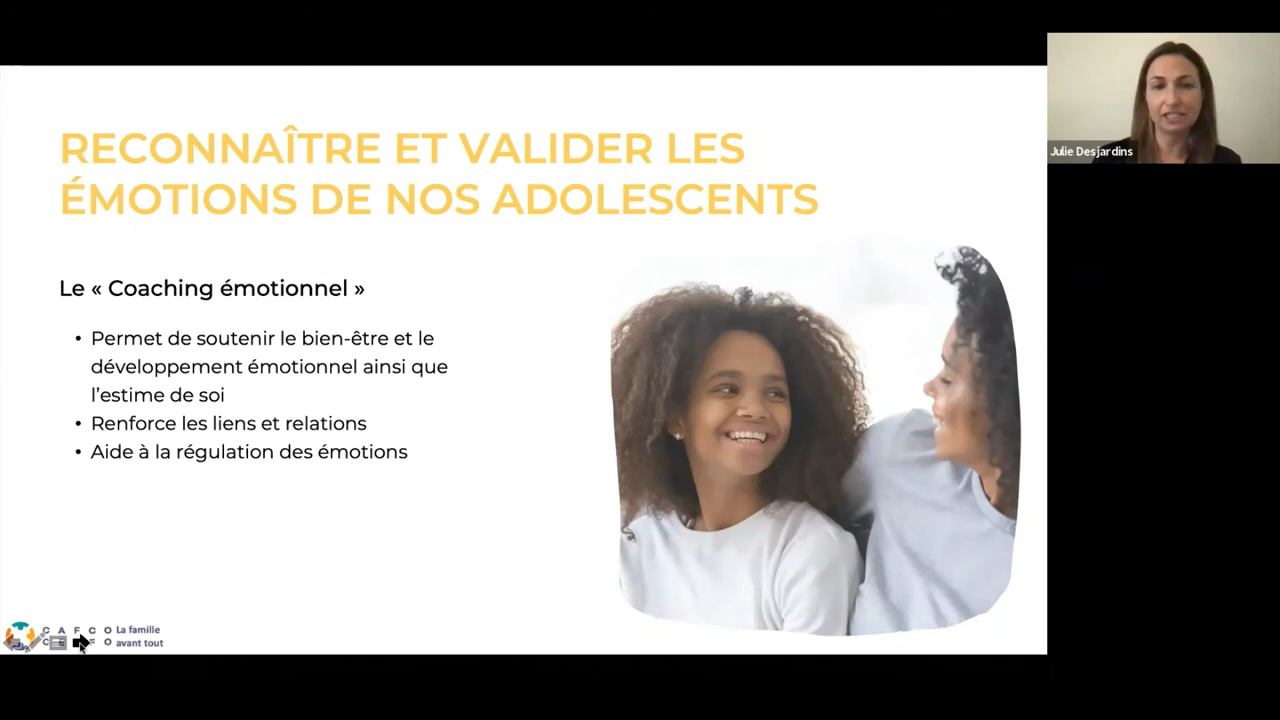 RECONNAÎTRE ET VALIDER LES
ÉMOTIONS DE NOS ADOLESCENTS
Le « Coaching émotionnel »
• Permet de soutenir le bien-être et le
développement émotionnel ainsi que
l'estime de soi
• Renforce les liens et relations
• Aide à la régulation des émotions
CAFCO La famille
avant tout
Julie Desjardins